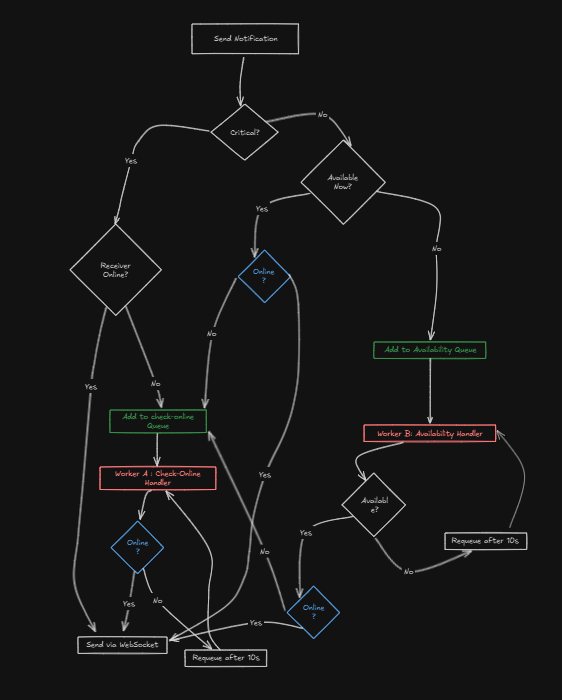 Send Notification
Critical?
No
Yes
Available
Now?
Yes
No
Receiver
Online?
Online
?
No
Add to Availability Queue
Yes
No
Add to check-online
Queue
Worker B: Availability Handler
Worker A : Check-Online
Handler
Yes
Availabl
e?
Online
?
Yes
Requeue after 10s
No
No
Yes
No
Online
?
Yes
Send via WebSocket
Requeue after 10s